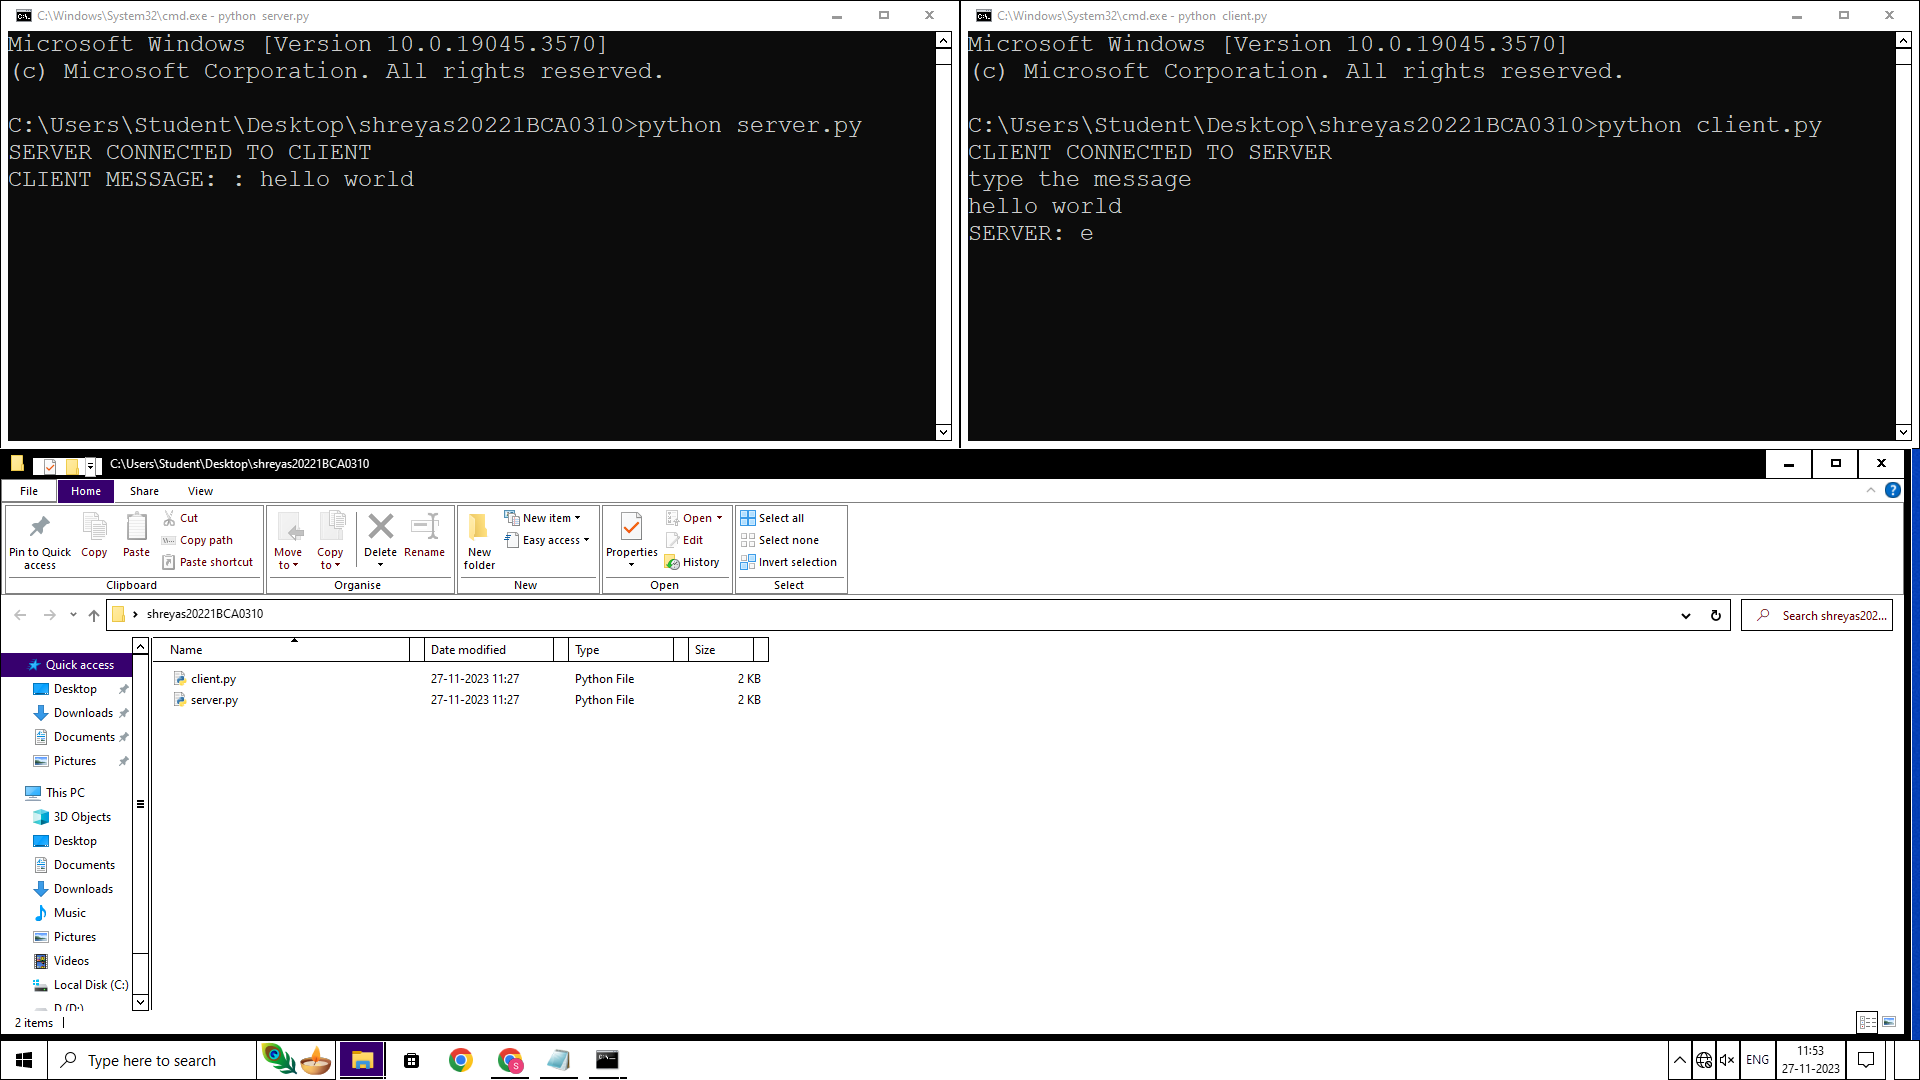 C:\Windows\System32\cmd.exe - python  server.py
Microsoft Windows [Version 10.0.19045.3570]
(c) Microsoft Corporation. All rights reserved.
C:\Users\Student\Desktop\shreyas20221BCA0310>python server.py
SERVER CONNECTED TO CLIENT
CLIENT MESSAGE: : hello world
C:\Windows\System32\cmd.exe - python  client.py
Microsoft Windows [Version 10.0.19045.3570]
(c) Microsoft Corporation. All rights reserved.
C:\Users\Student\Desktop\shreyas20221BCA0310>python client.py
CLIENT CONNECTED TO SERVER
type the message
hello world
SERVER: e
C:\Users\Student\Desktop\shreyas20221BCA0310
File Home Share View
Pin to Quick access
Copy
Paste
Cut
Copy path
Paste shortcut
Clipboard
Move to
Copy to
Delete
Rename
Organise
New folder
New item
Easy access
New
Properties
Open
Edit
History
Open
Select all
Select none
Invert selection
Select
shreyas20221BCA0310
Search shreyas202...
Name Date modified Type Size
client.py 27-11-2023 11:27 Python File 2 KB
server.py 27-11-2023 11:27 Python File 2 KB
Quick access
Desktop
Downloads
Documents
Pictures
This PC
3D Objects
Desktop
Documents
Downloads
Music
Pictures
Videos
Local Disk (C:)
D (D:)
2 items
Type here to search
S
ENG
11:53
27-11-2023